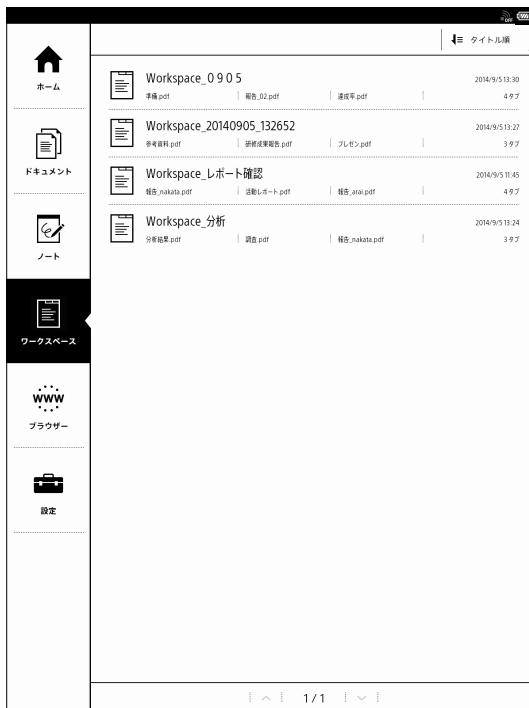 OFF
タイトル順
ホーム
ドキュメント
ノート
ワークスペース
ブラウザー
設定
Workspace_０９０５
2014/9/5 13:30
準備.pdf
報告_02.pdf
達成率.pdf
4 タブ
Workspace_20140905_132652
2014/9/5 13:27
参考資料.pdf
研修成果報告.pdf
プレゼン.pdf
3 タブ
Workspace_レポート確認
2014/9/5 11:45
報告_nakata.pdf
活動レポート.pdf
報告_arai.pdf
4 タブ
Workspace_分析
2014/9/5 13:24
分析結果.pdf
調査.pdf
報告_nakata.pdf
3 タブ
WWW
1 / 1